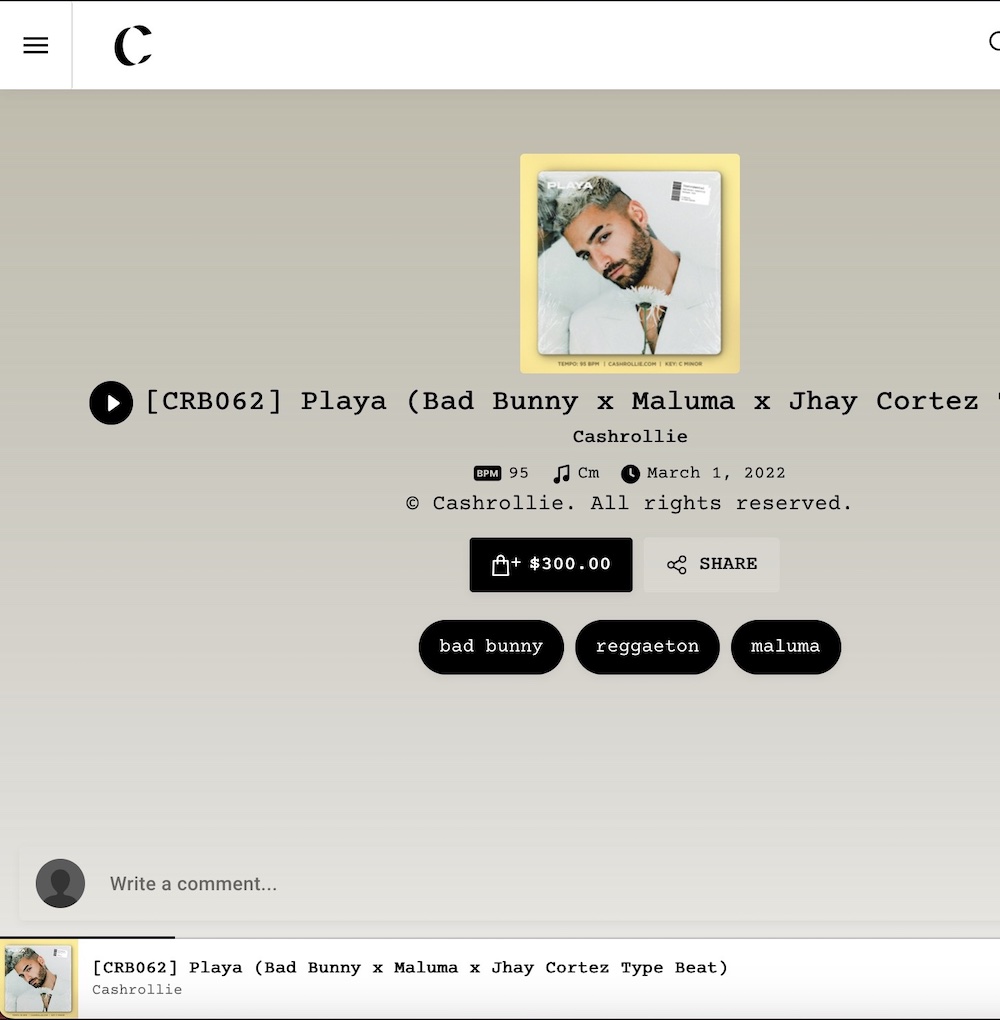 PLAYA
TEMPO: 95 BPM | CASHROLLIE.COM | KEY: C MINOR
[CRB062] Playa (Bad Bunny x Maluma x Jhay Cortez
Cashrollie
BPM 95 Cm March 1, 2022
© Cashrollie. All rights reserved.
$300.00 SHARE
bad bunny reggaeton maluma
Write a comment...
[CRB062] Playa (Bad Bunny x Maluma x Jhay Cortez Type Beat)
Cashrollie